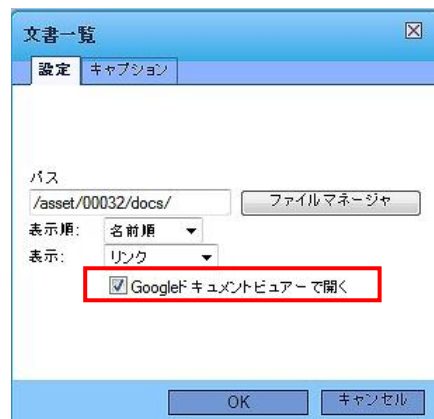 文書一覧
設定 キャプション
パス
/asset/00032/docs/ ファイルマネージャ
表示順: 名前順
表示: リンク
Googleドキュメントビュアーで開く
OK キャンセル